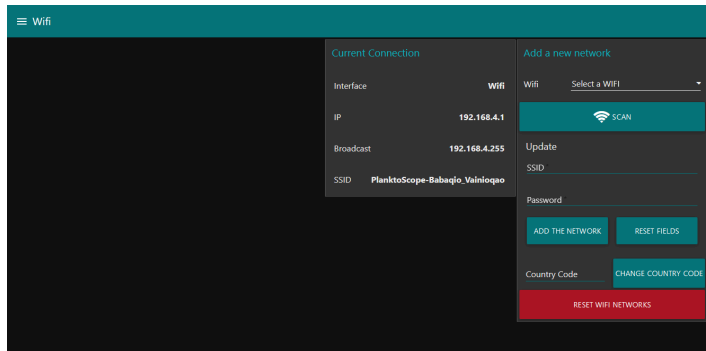 Wifi
Current Connection
Interface Wifi
IP 192.168.4.1
Broadcast 192.168.4.255
SSID PlanktoScope-Babaqio_Vainioqao
Add a new network
Wifi Select a WIFI
SCAN
Update
SSID *
Password *
ADD THE NETWORK RESET FIELDS
Country Code CHANGE COUNTRY CODE
RESET WIFI NETWORKS